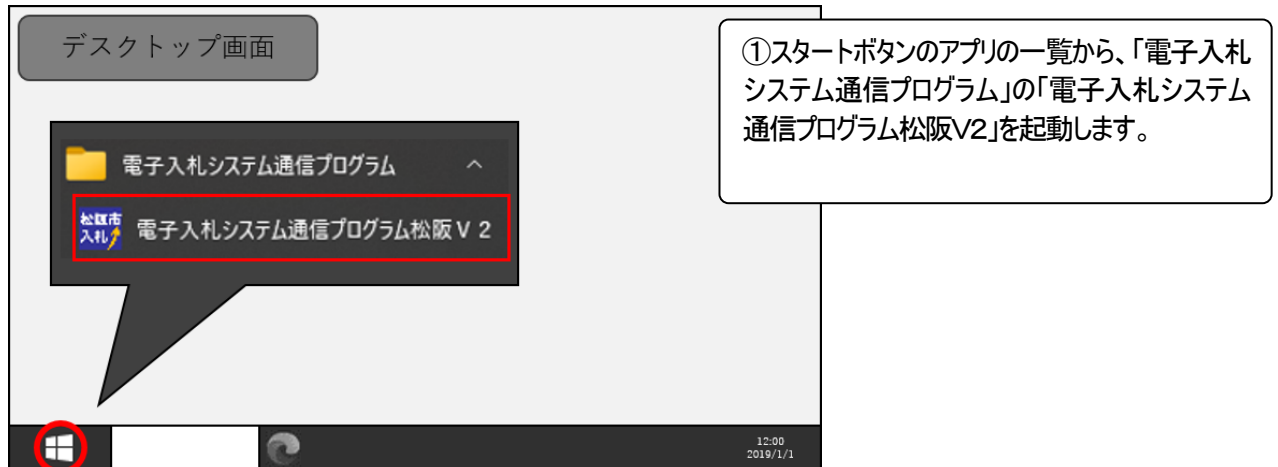 デスクトップ画面
①スタートボタンのアプリの一覧から、「電子入札
システム通信プログラム」の「電子入札システム
通信プログラム松阪V2」を起動します。
電子入札システム通信プログラム
松阪市
入札
電子入札システム通信プログラム松阪V 2
12:00
2019/1/1